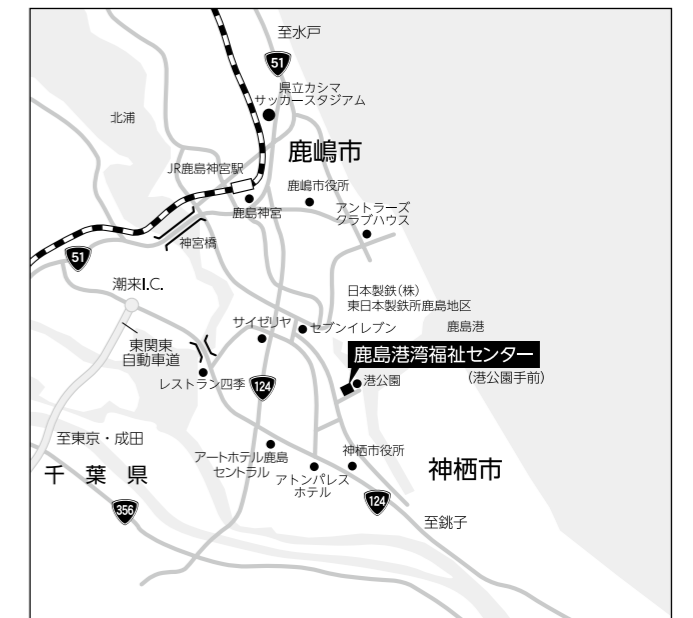 至水戸
51
県立カシマ
サッカースタジアム
北浦
鹿嶋市
JR鹿島神宮駅
鹿嶋市役所
鹿島神宮
アントラーズ
クラブハウス
神宮橋
51
潮来I.C.
日本製鉄(株)
東日本製鉄所鹿島地区
サイゼリヤ
セブンイレブン
鹿島港
東関東
自動車道
鹿島港湾福祉センター
(港公園手前)
レストラン四季
124
港公園
至東京・成田
アートホテル鹿島
セントラル
神栖市役所
千葉県
アトンパレス
ホテル
神栖市
124
356
至銚子